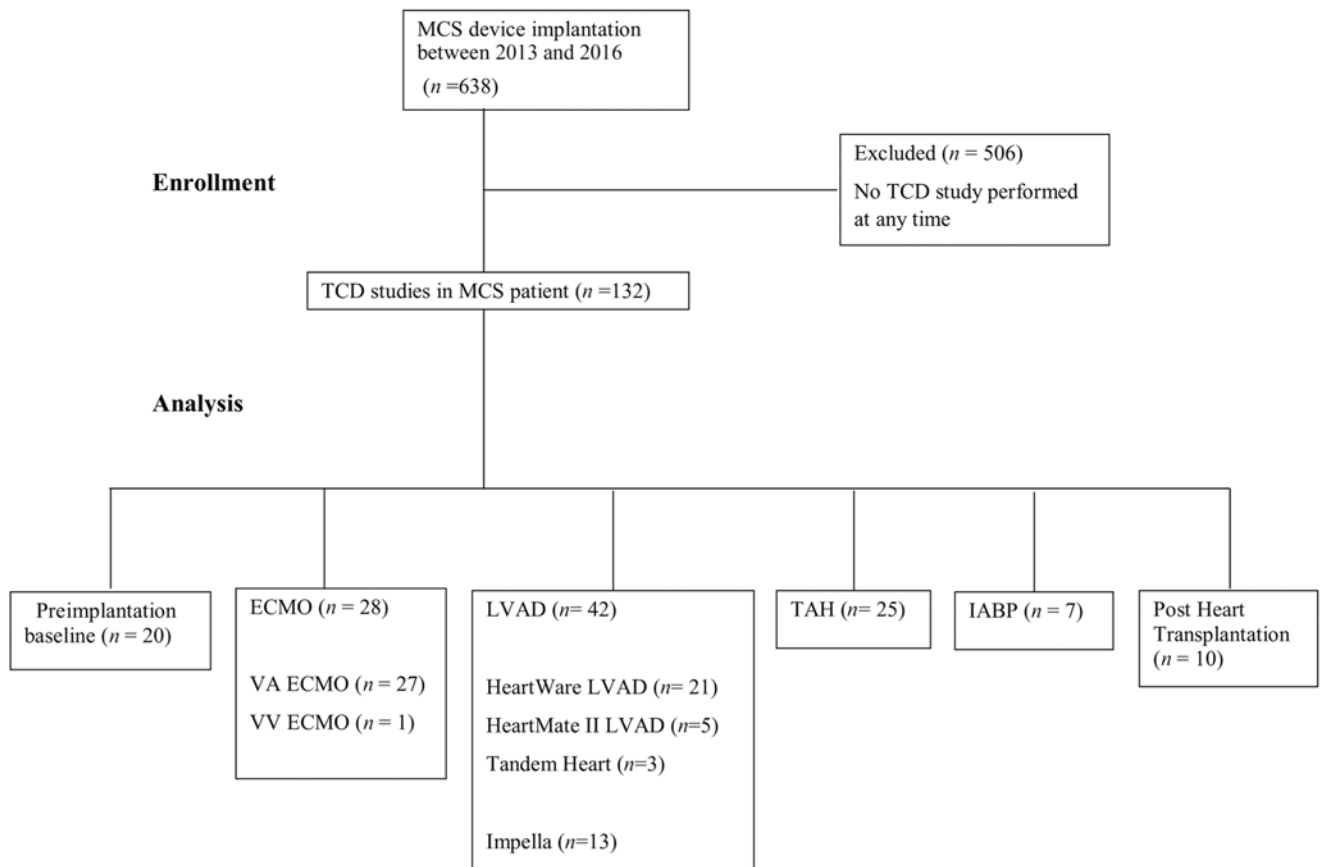 MCS device implantation
between 2013 and 2016
(n =638)
Enrollment
Excluded (n = 506)
No TCD study performed
at any time
TCD studies in MCS patient (n =132)
Analysis
Preimplantation
baseline (n = 20)
ECMO (n = 28)
VA ECMO (n = 27)
VV ECMO (n = 1)
LVAD (n= 42)
HeartWare LVAD (n= 21)
HeartMate II LVAD (n=5)
Tandem Heart (n=3)
Impella (n=13)
TAH (n= 25)
IABP (n = 7)
Post Heart
Transplantation
(n = 10)